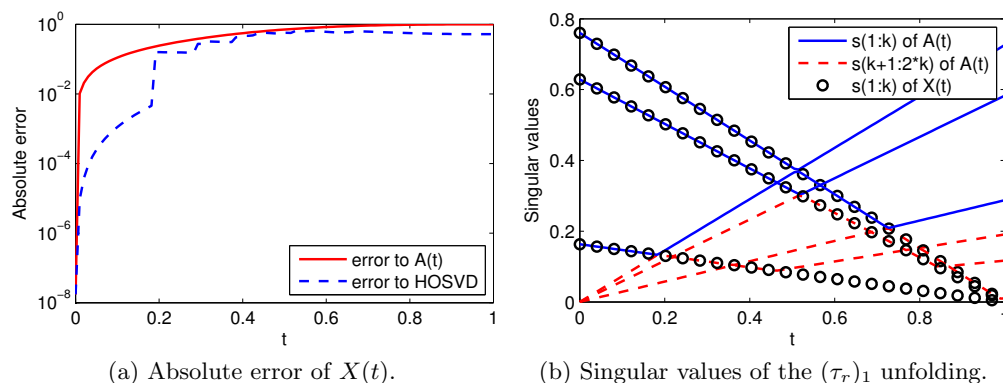 10^0
10^-2
10^-4
10^-6
10^-8
Absolute error
error to A(t)
error to HOSVD
0 0.2 0.4 0.6 0.8 1
t
(a) Absolute error of X(t).
0.8
0.6
0.4
0.2
0
Singular values
s(1:k) of A(t)
s(k+1:2*k) of A(t)
s(1:k) of X(t)
0 0.2 0.4 0.6 0.8 1
t
(b) Singular values of the (τ_r)_1 unfolding.